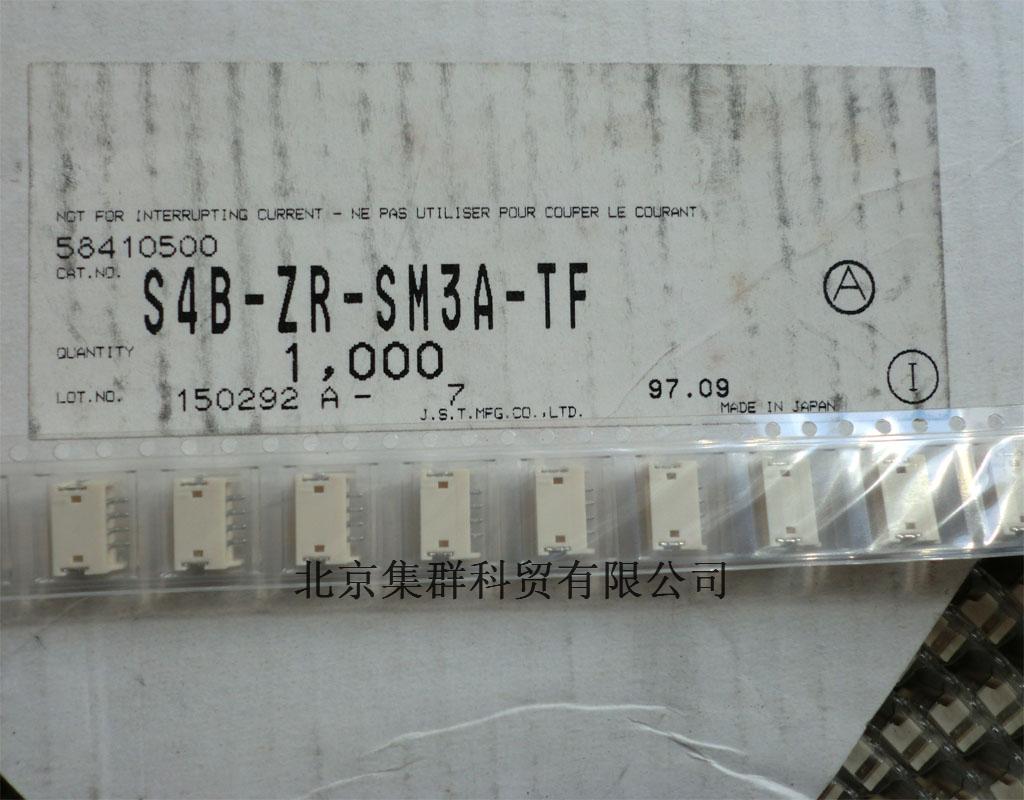 NOT FOR INTERRUPTING CURRENT - NE PAS UTILISER POUR COUPER LE COURANT
58410500
CAT.NO. S4B-ZR-SM3A-TF
A
QUANTITY 1,000
I
LOT.NO. 150292 A - 7 97.09
J.S.T.MFG.CO.,LTD. MADE IN JAPAN
北京集群科贸有限公司